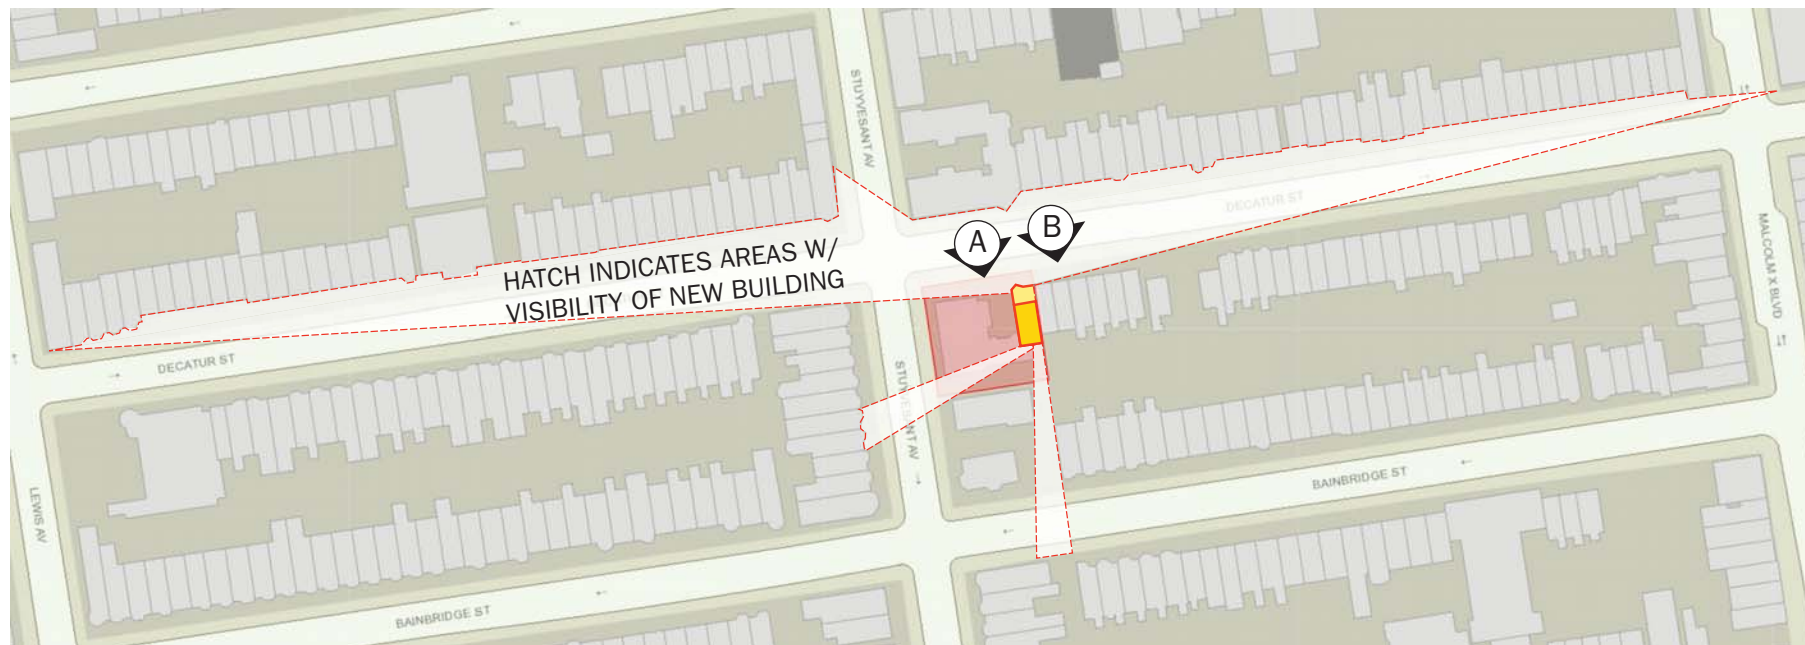 STUYVESANT AV
DECATUR ST
A
B
HATCH INDICATES AREAS W/
VISIBILITY OF NEW BUILDING
MALCOLM X BLVD
DECATUR ST
STUYVESANT AV
BAINBRIDGE ST
LEWIS AV
BAINBRIDGE ST